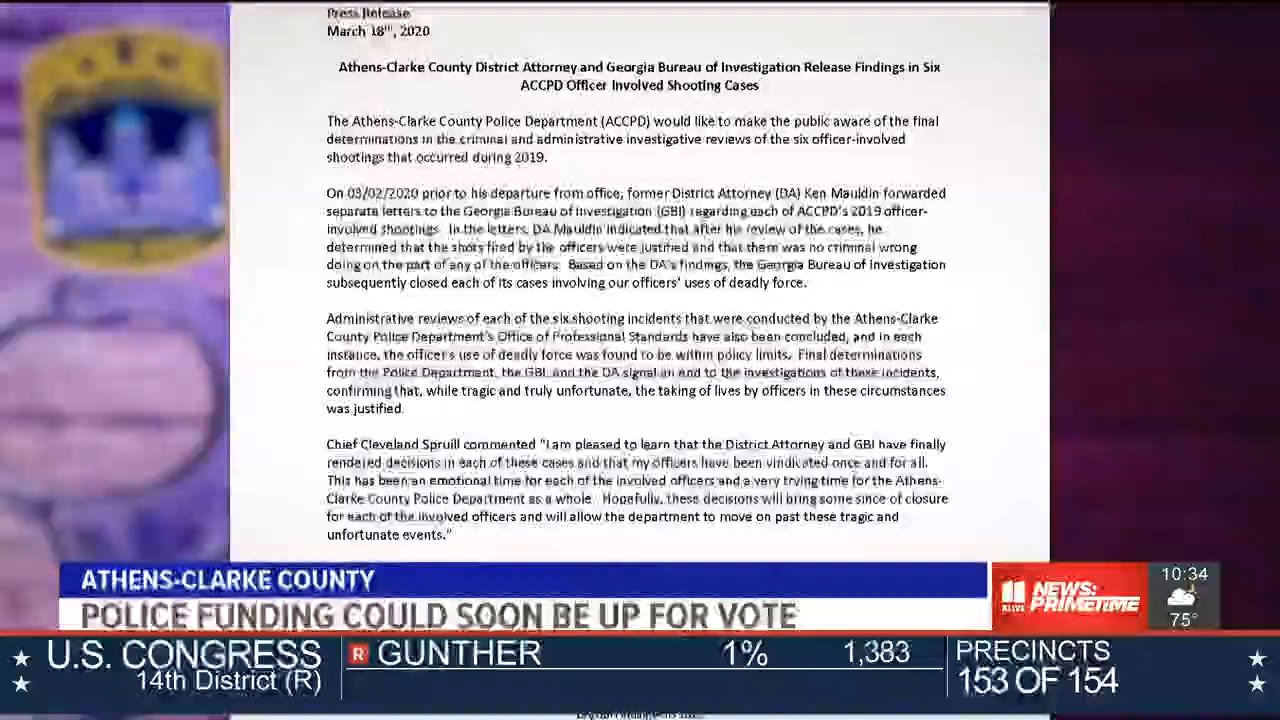 Press Release
March 18th, 2020
Athens-Clarke County District Attorney and Georgia Bureau of Investigation Release Findings in Six
ACCPD Officer Involved Shooting Cases
The Athens-Clarke County Police Department (ACCPD) would like to make the public aware of the final
determinations in the criminal and administrative investigative reviews of the six officer-involved
shootings that occurred during 2019.
On 03/02/2020 prior to his departure from office, former District Attorney (DA) Ken Mauldin forwarded
separate letters to the Georgia Bureau of Investigation (GBI) regarding each of ACCPD's 2019 officer-
involved shootings. In the letters, DA Mauldin indicated that after his review of the cases, he
determined that the shots fired by the officers were justified and that there was no criminal wrong
doing on the part of any of the officers. Based on the DA's findings, the Georgia Bureau of Investigation
subsequently closed each of its cases involving our officers' uses of deadly force.
Administrative reviews of each of the six shooting incidents that were conducted by the Athens-Clarke
County Police Department's Office of Professional Standards have also been concluded, and in each
instance, the officer's use of deadly force was found to be within policy limits. Final determinations
from the Police Department, the GBI, and the DA signal an end to the investigations of these incidents,
confirming that, while tragic and truly unfortunate, the taking of lives by officers in these circumstances
was justified.
Chief Cleveland Spruill commented "I am pleased to learn that the District Attorney and GBI have finally
rendered decisions in each of these cases and that my officers have been vindicated once and for all.
This has been an emotional time for each of the involved officers and a very trying time for the Athens-
Clarke County Police Department as a whole. Hopefully, these decisions will bring some since of closure
for each of the involved officers and will allow the department to move on past these tragic and
unfortunate events."
ATHENS-CLARKE COUNTY
POLICE FUNDING COULD SOON BE UP FOR VOTE
11 ALIVE NEWS: PRIMETIME
10:34
75°
U.S. CONGRESS
14th District (R)
R GUNTHER 1% 1,383
PRECINCTS
153 OF 154